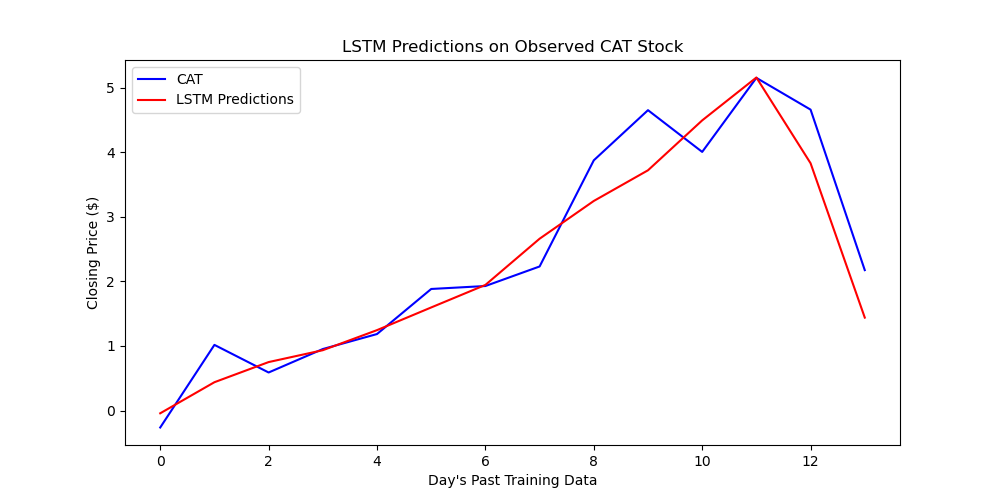 LSTM Predictions on Observed CAT Stock
CAT
LSTM Predictions
Closing Price ($)
5
4
3
2
1
0
0 2 4 6 8 10 12
Day's Past Training Data